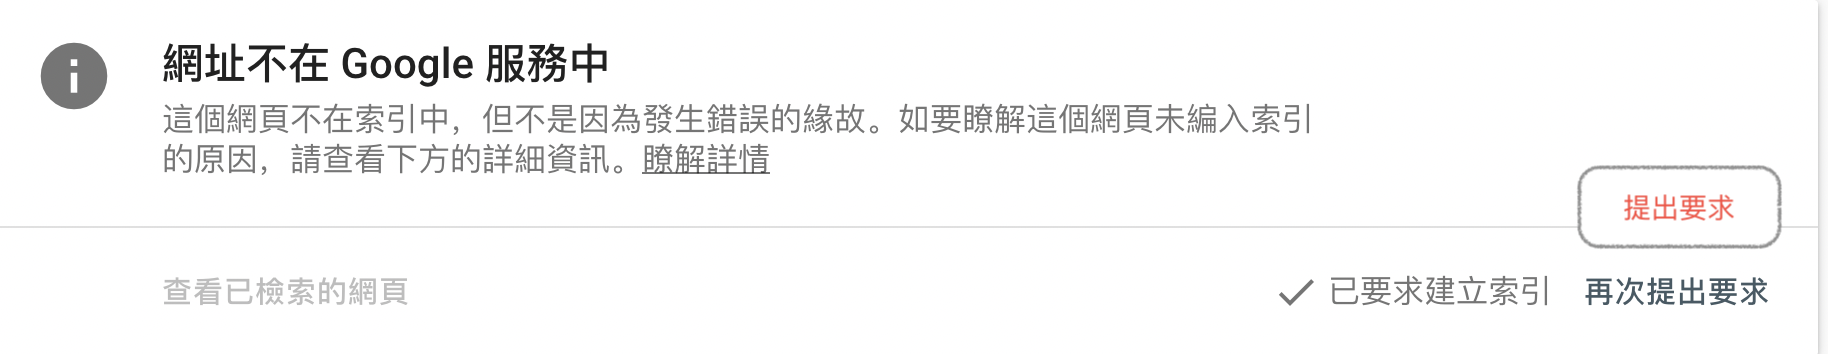 網址不在 Google 服務中
這個網頁不在索引中，但不是因為發生錯誤的緣故。如要瞭解這個網頁未編入索引
的原因，請查看下方的詳細資訊。瞭解詳情
提出要求
查看已檢索的網頁
已要求建立索引
再次提出要求